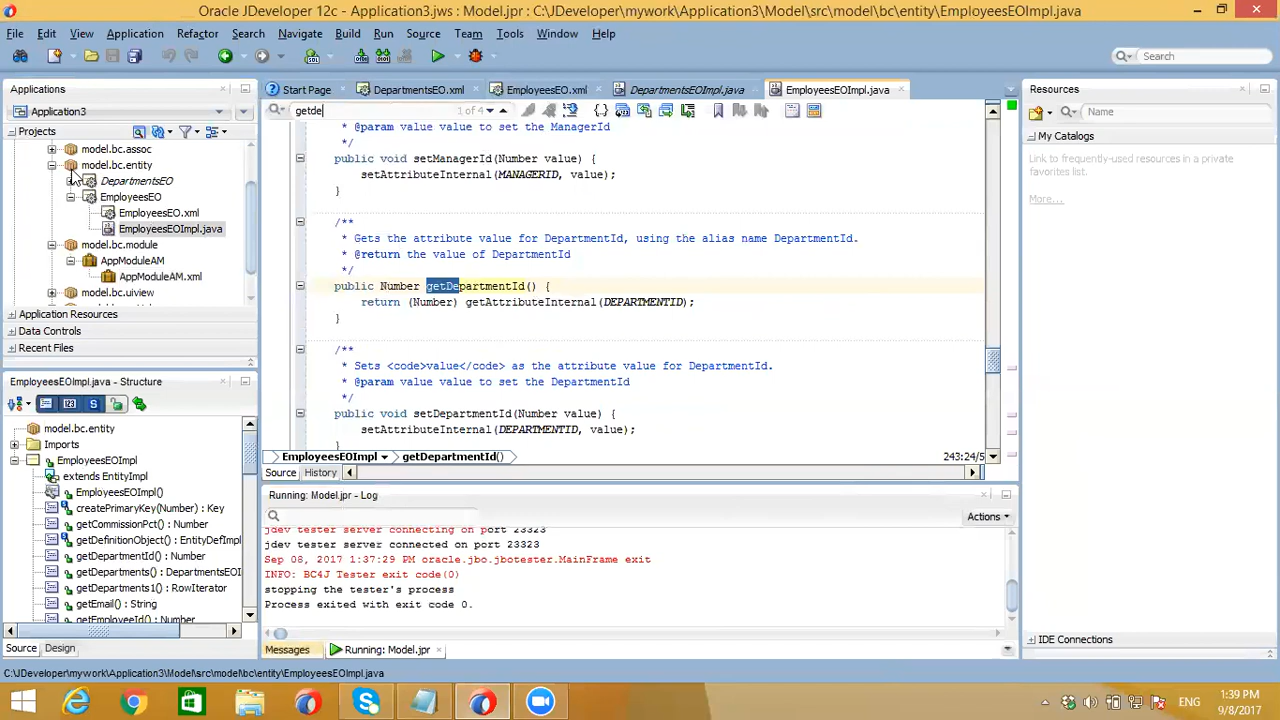 Oracle JDeveloper 12c - Application3.jws : Model.jpr : C:\JDeveloper\mywork\Application3\Model\src\model\bc\entity\EmployeesEOImpl.java
File Edit View Application Refactor Search Navigate Build Run Source Team Tools Window Help
Search
Applications
Application3
Projects
model.bc.assoc
model.bc.entity
DepartmentsEO
EmployeesEO
EmployeesEO.xml
EmployeesEOImpl.java
model.bc.module
AppModuleAM
AppModuleAM.xml
model.bc.uiview
Application Resources
Data Controls
Recent Files
EmployeesEOImpl.java - Structure
model.bc.entity
Imports
EmployeesEOImpl
extends EntityImpl
EmployeesEOImpl()
createPrimaryKey(Number) : Key
getCommissionPct() : Number
getDefinitionObject() : EntityDefImpl
getDepartmentId() : Number
getDepartments() : DepartmentsEOI
getDepartments1() : RowIterator
getEmail() : String
getEmployeeId() : Number
Source Design
Start Page DepartmentsEO.xml EmployeesEO.xml DepartmentsEOImpl.java EmployeesEOImpl.java
getde 1 of 4
* @param value value to set the ManagerId
*/
public void setManagerId(Number value) {
setAttributeInternal(MANAGERID, value);
}
/**
* Gets the attribute value for DepartmentId, using the alias name DepartmentId.
* @return the value of DepartmentId
*/
public Number getDepartmentId() {
return (Number) getAttributeInternal(DEPARTMENTID);
}
/**
* Sets <code>value</code> as the attribute value for DepartmentId.
* @param value value to set the DepartmentId
*/
public void setDepartmentId(Number value) {
setAttributeInternal(DEPARTMENTID, value);
}
EmployeesEOImpl getDepartmentId() 243:24/5
Source History
Running: Model.jpr - Log
Actions
jdev tester server connecting on port 23323
jdev tester server connected on port 23323
Sep 08, 2017 1:37:29 PM oracle.jbo.jbotester.MainFrame exit
INFO: BC4J Tester exit code(0)
stopping the tester's process
Process exited with exit code 0.
Messages Running: Model.jpr
Resources
Name
My Catalogs
Link to frequently-used resources in a private
favorites list.
More...
IDE Connections
C:\JDeveloper\mywork\Application3\Model\src\model\bc\entity\EmployeesEOImpl.java
ENG
1:39 PM
9/8/2017